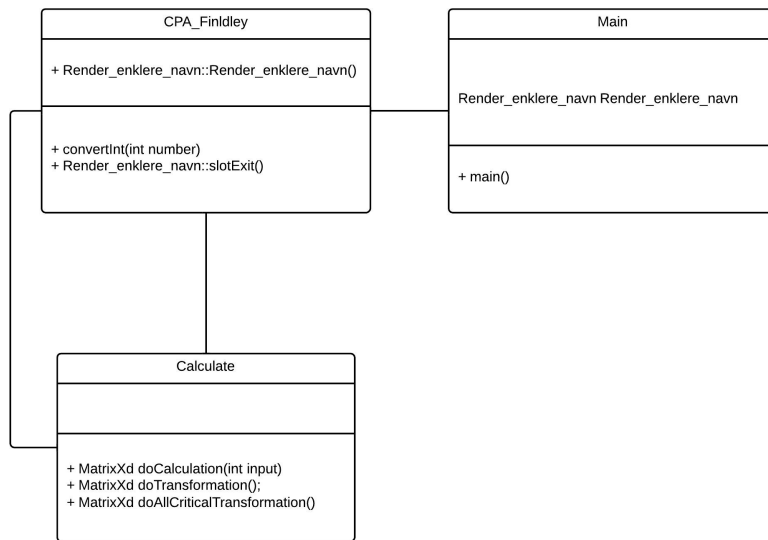 CPA_Finldley
+ Render_enklere_navn::Render_enklere_navn()
+ convertInt(int number)
+ Render_enklere_navn::slotExit()
Main
Render_enklere_navn Render_enklere_navn
+ main()
Calculate
+ MatrixXd doCalculation(int input)
+ MatrixXd doTransformation();
+ MatrixXd doAllCriticalTransformation()